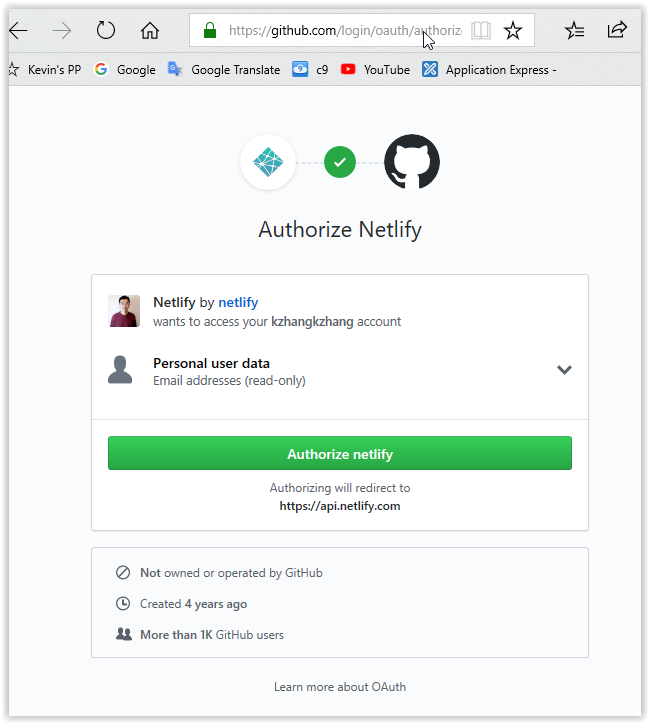 https://github.com/login/oauth/authorize
Kevin's PP Google Google Translate c9 YouTube Application Express -
Authorize Netlify
Netlify by netlify
wants to access your kzhangkzhang account
Personal user data
Email addresses (read-only)
Authorize netlify
Authorizing will redirect to
https://api.netlify.com
Not owned or operated by GitHub
Created 4 years ago
More than 1K GitHub users
Learn more about OAuth